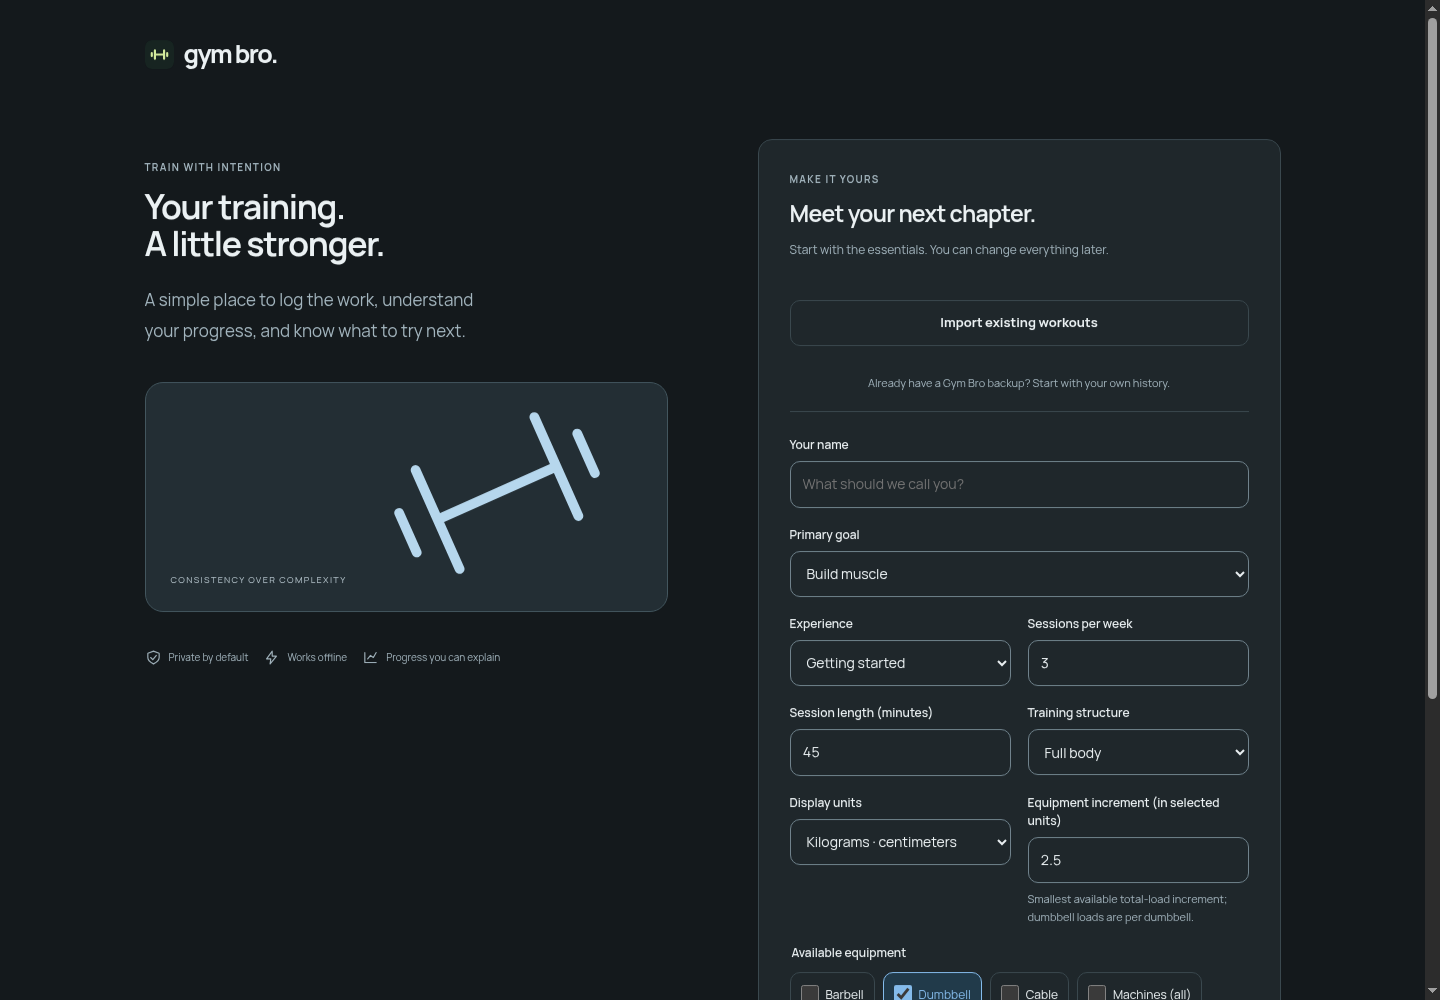 gym bro.
TRAIN WITH INTENTION
Your training.
A little stronger.
A simple place to log the work, understand
your progress, and know what to try next.
CONSISTENCY OVER COMPLEXITY
Private by default
Works offline
Progress you can explain
MAKE IT YOURS
Meet your next chapter.
Start with the essentials. You can change everything later.
Import existing workouts
Already have a Gym Bro backup? Start with your own history.
Your name
What should we call you?
Primary goal
Build muscle
Experience
Getting started
Sessions per week
3
Session length (minutes)
45
Training structure
Full body
Display units
Kilograms · centimeters
Equipment increment (in selected
units)
2.5
Smallest available total-load increment;
dumbbell loads are per dumbbell.
Available equipment
Barbell
Dumbbell
Cable
Machines (all)